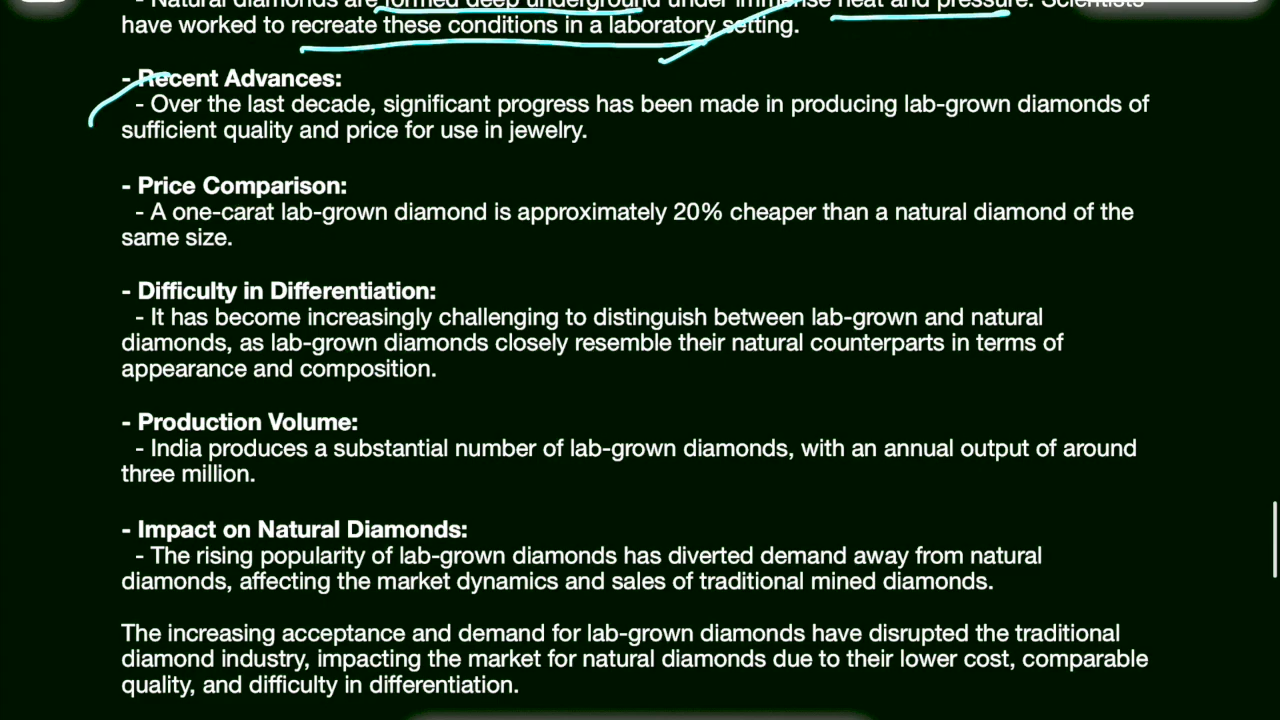 - Natural diamonds are formed deep underground under immense heat and pressure. Scientists
have worked to recreate these conditions in a laboratory setting.
- Recent Advances:
- Over the last decade, significant progress has been made in producing lab-grown diamonds of
sufficient quality and price for use in jewelry.
- Price Comparison:
- A one-carat lab-grown diamond is approximately 20% cheaper than a natural diamond of the
same size.
- Difficulty in Differentiation:
- It has become increasingly challenging to distinguish between lab-grown and natural
diamonds, as lab-grown diamonds closely resemble their natural counterparts in terms of
appearance and composition.
- Production Volume:
- India produces a substantial number of lab-grown diamonds, with an annual output of around
three million.
- Impact on Natural Diamonds:
- The rising popularity of lab-grown diamonds has diverted demand away from natural
diamonds, affecting the market dynamics and sales of traditional mined diamonds.
The increasing acceptance and demand for lab-grown diamonds have disrupted the traditional
diamond industry, impacting the market for natural diamonds due to their lower cost, comparable
quality, and difficulty in differentiation.